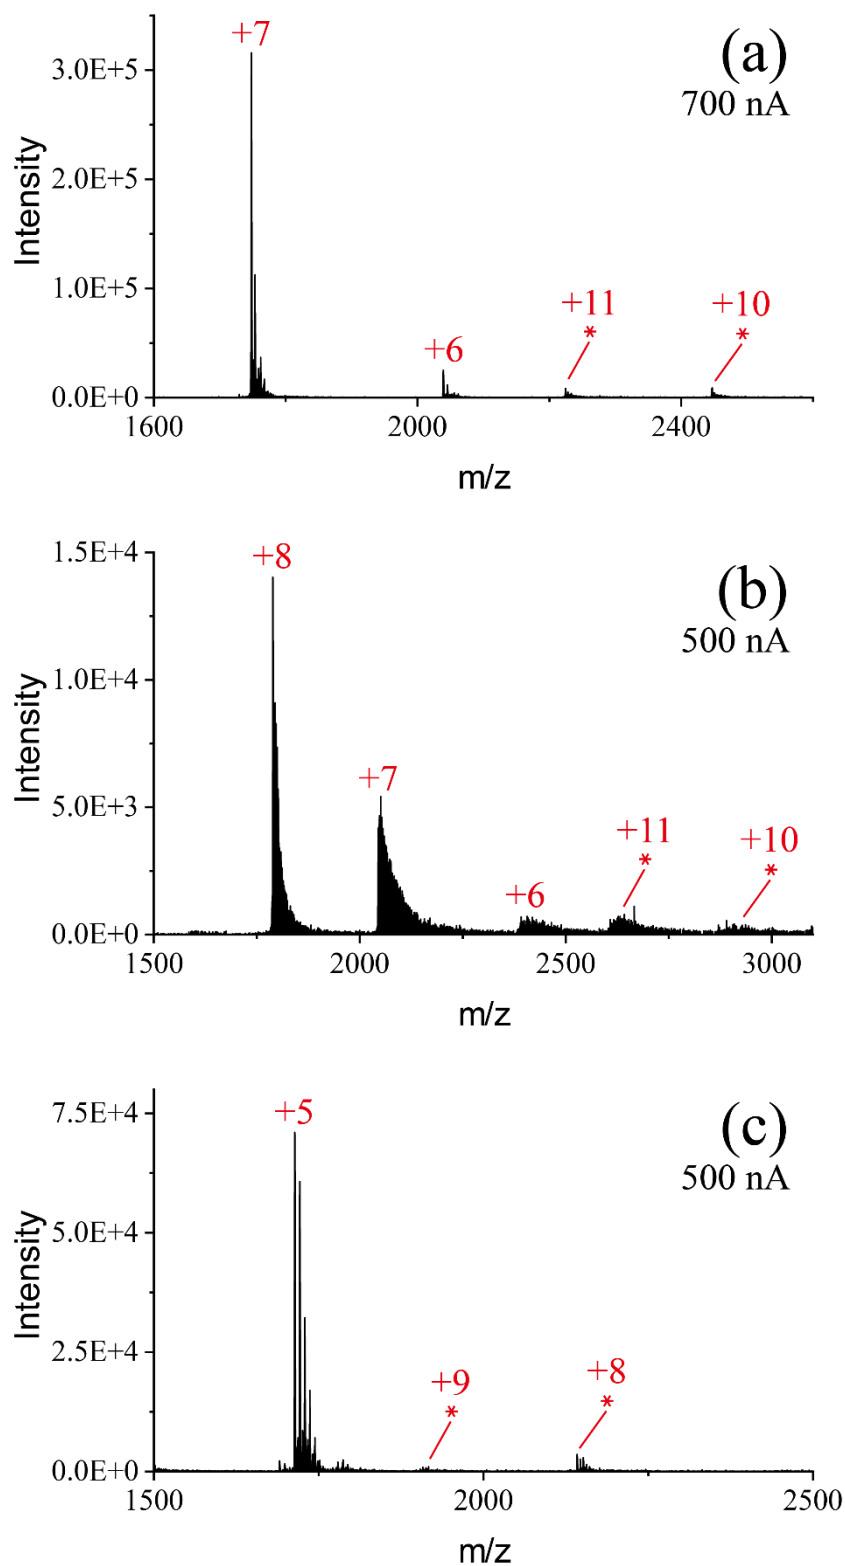 +7
(a)
700 nA
3.0E+5
2.0E+5
1.0E+5
0.0E+0
Intensity
+6
+11
*
+10
*
1600
2000
2400
m/z
1.5E+4
+8
(b)
500 nA
1.0E+4
5.0E+3
0.0E+0
Intensity
+7
+6
+11
*
+10
*
1500
2000
2500
3000
m/z
7.5E+4
+5
(c)
500 nA
5.0E+4
2.5E+4
0.0E+0
Intensity
+9
*
+8
*
1500
2000
2500
m/z